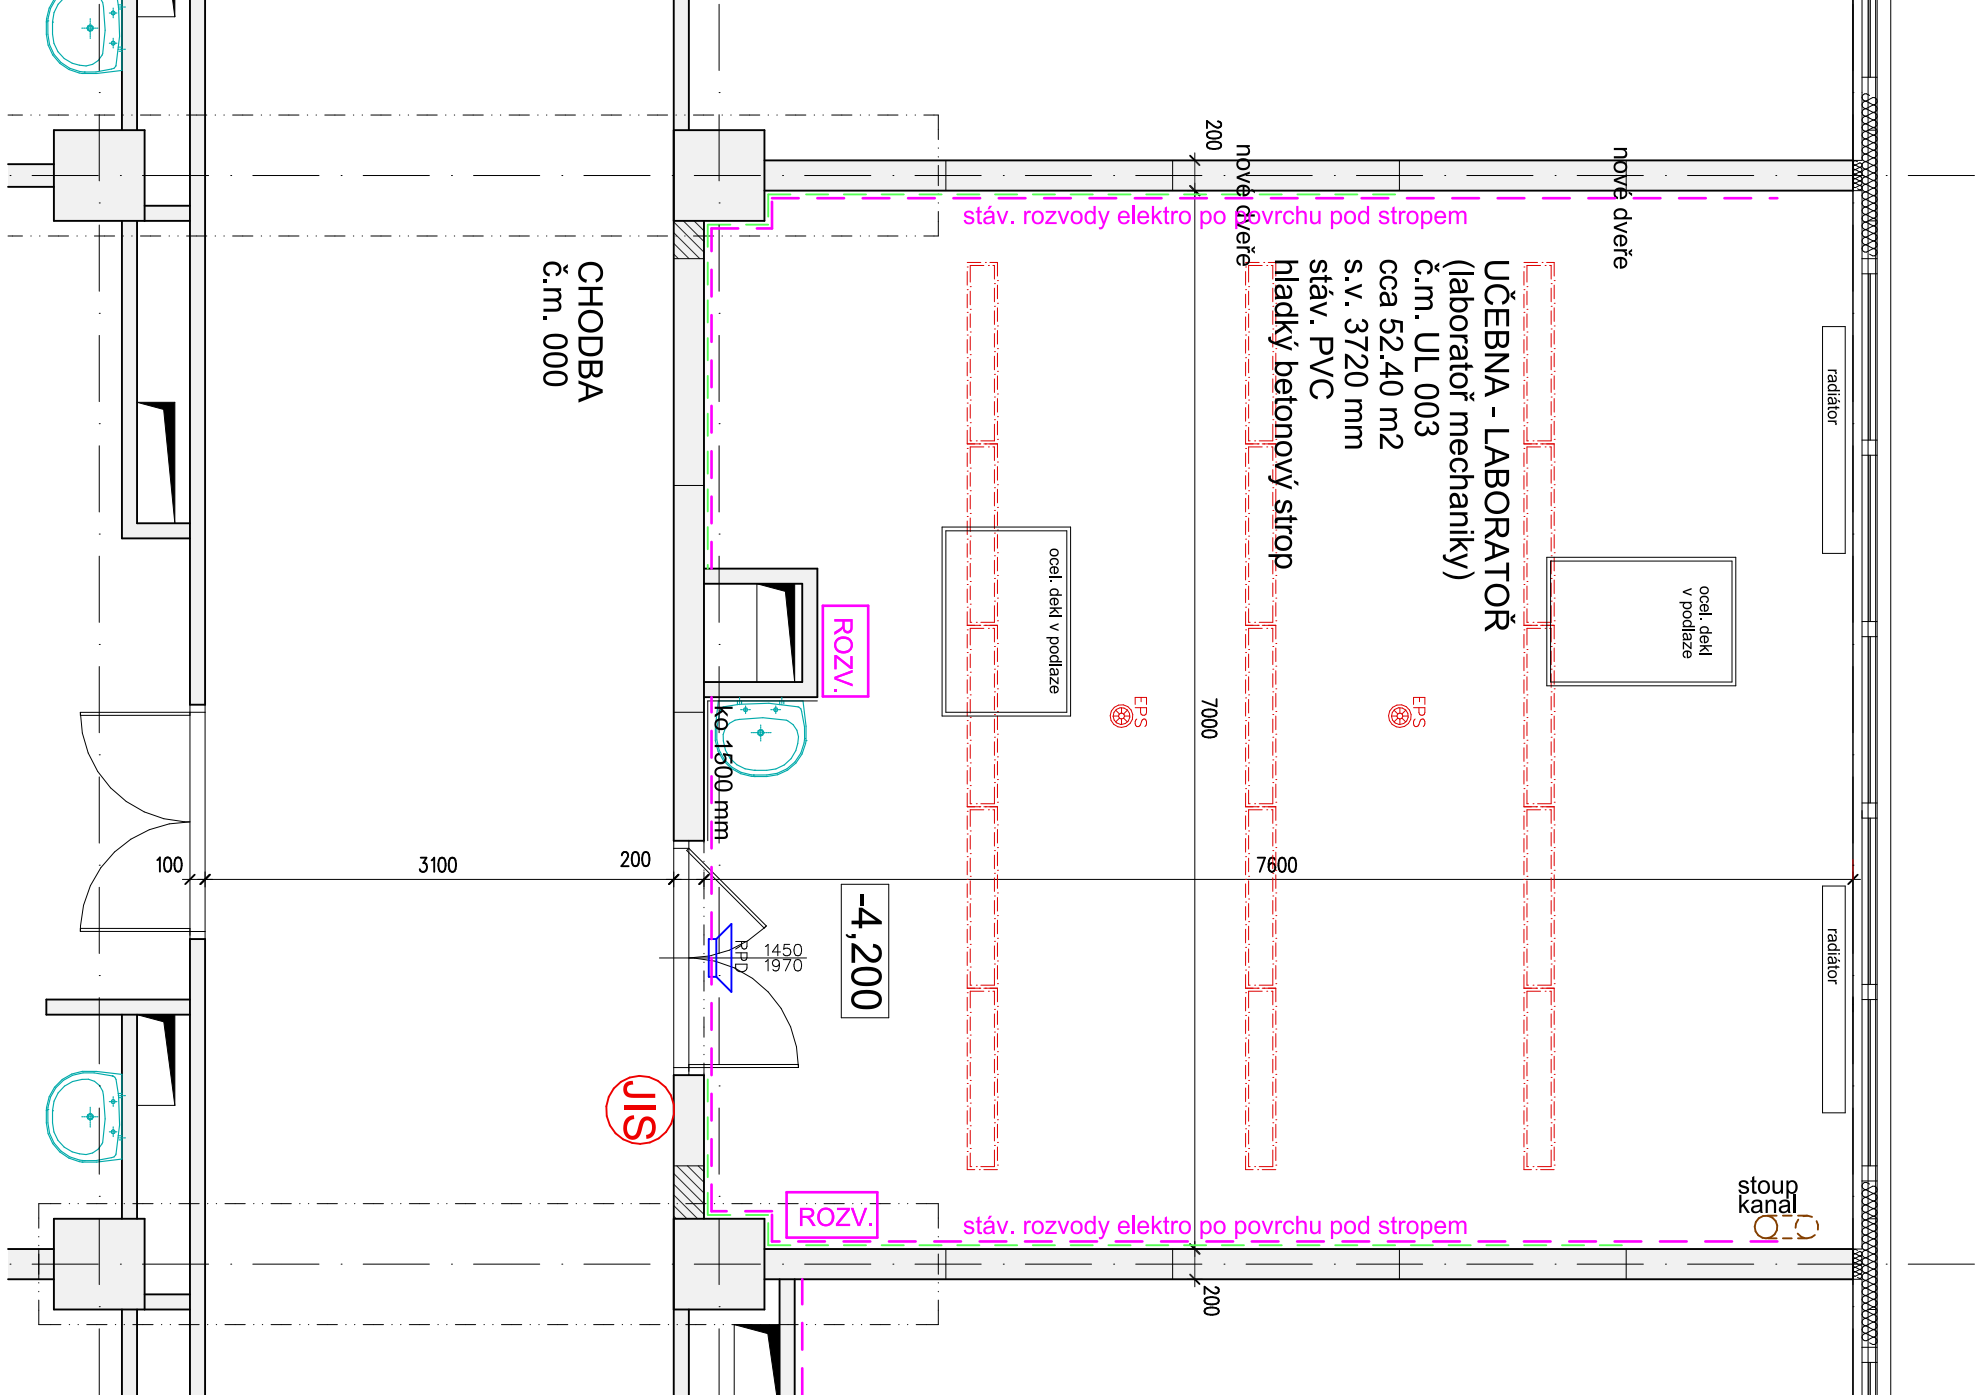 200
nové dveře
nové dveře
stáv. rozvody elektro po povrchu pod stropem
CHODBA
č.m. 000
UČEBNA - LABORATOŘ
(laboratoř mechaniky)
č.m. UL 003
cca 52.40 m2
s.v. 3720 mm
stáv. PVC
hladký betonový strop
radiátor
ocel. dekl v podlaze
ocel. dekl
v podlaze
ROZV.
EPS
EPS
7000
ko 1500 mm
100
3100
200
7600
-4,200
1450
1970
RPD
radiátor
JIS
stoup
kanal
ROZV.
stáv. rozvody elektro po povrchu pod stropem
200